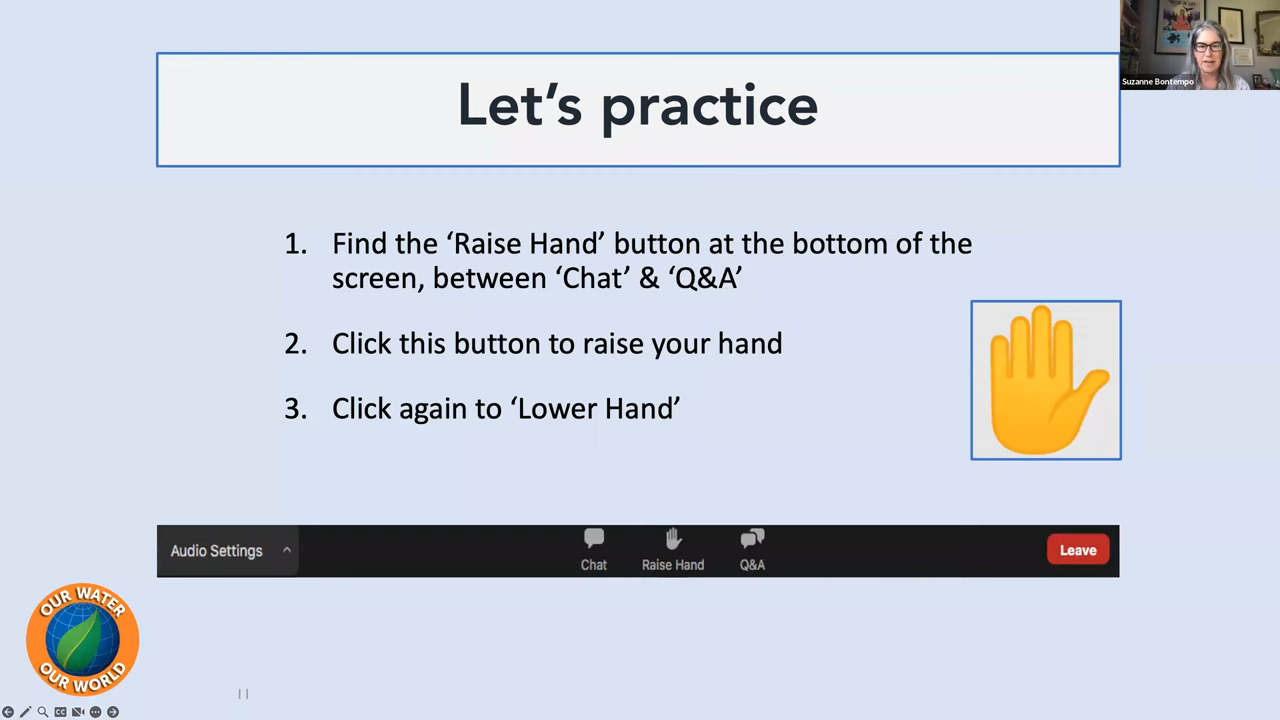 Let's practice
Suzanne Bontempo
1. Find the ‘Raise Hand’ button at the bottom of the
screen, between ‘Chat’ & ‘Q&A’
2. Click this button to raise your hand
3. Click again to ‘Lower Hand’
Audio Settings
Chat
Raise Hand
Q&A
Leave
OUR WATER
OUR WORLD
CC